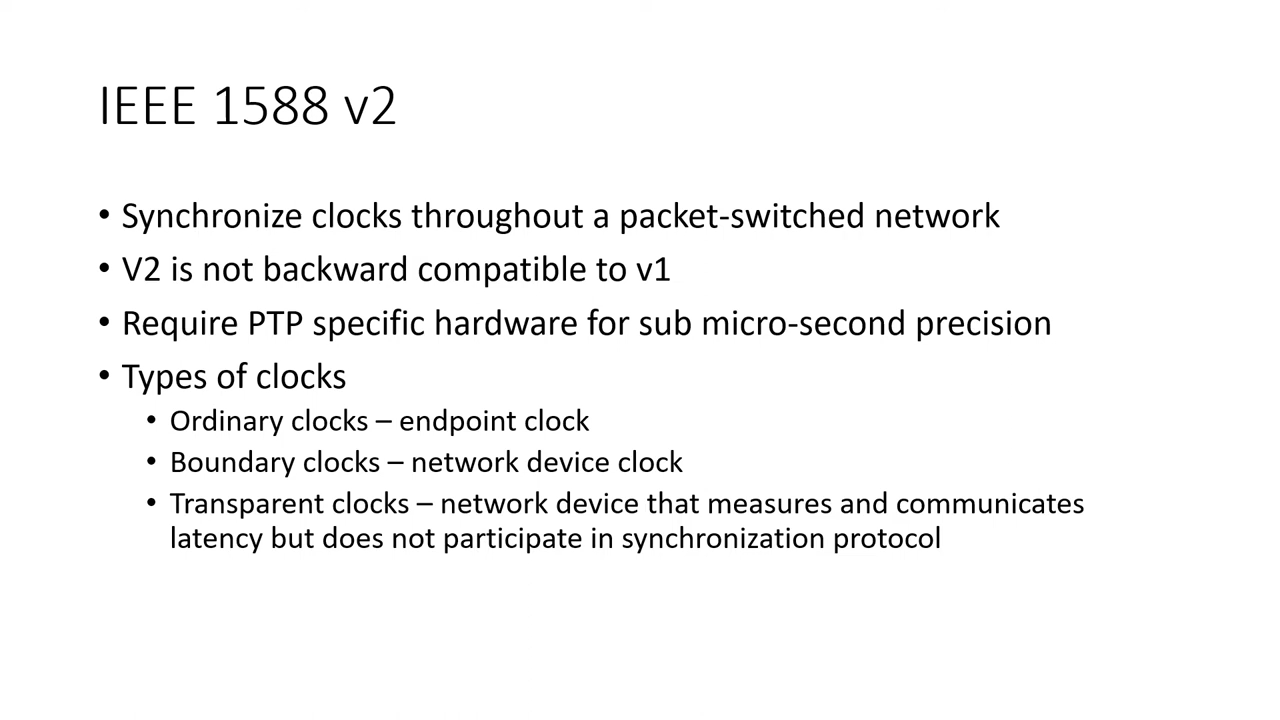 IEEE 1588 v2
• Synchronize clocks throughout a packet-switched network
• V2 is not backward compatible to v1
• Require PTP specific hardware for sub micro-second precision
• Types of clocks
• Ordinary clocks – endpoint clock
• Boundary clocks – network device clock
• Transparent clocks – network device that measures and communicates
latency but does not participate in synchronization protocol